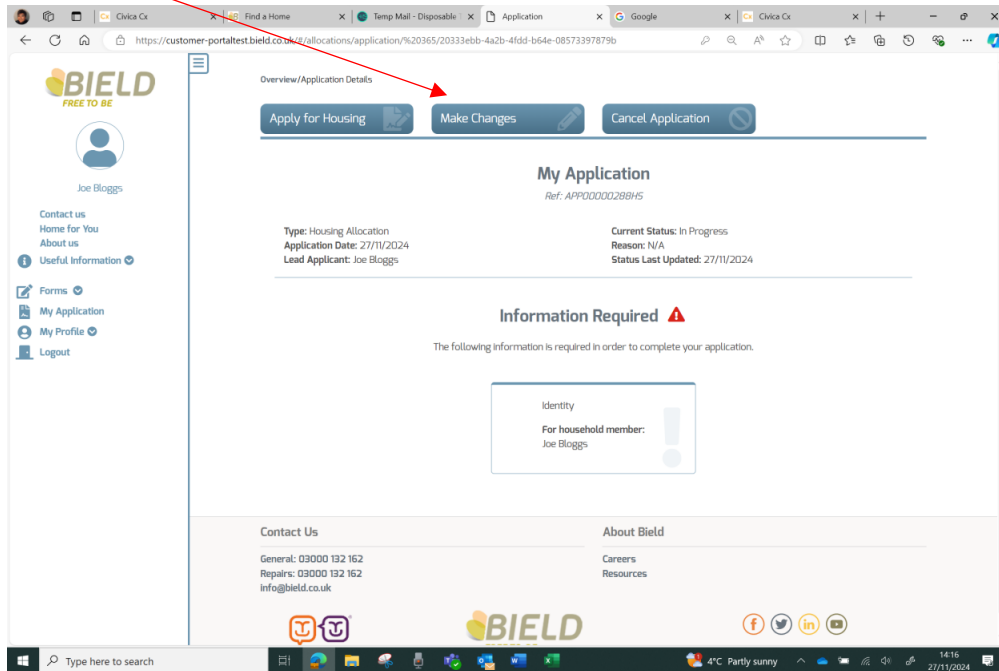 Civica Cx
Find a Home
Temp Mail - Disposable
Application
Google
Civica Cx
https://customer-portaltest.bield.co.uk/#/allocations/application/%20365/20333ebb-4a2b-4fdd-b64e-08573397879b
BIELD
FREE TO BE
Joe Bloggs
Contact us
Home for You
About us
Useful Information
Forms
My Application
My Profile
Logout
Overview/Application Details
Apply for Housing
Make Changes
Cancel Application
My Application
Ref: APP00000288HS
Type: Housing Allocation
Application Date: 27/11/2024
Lead Applicant: Joe Bloggs
Current Status: In Progress
Reason: N/A
Status Last Updated: 27/11/2024
Information Required
The following information is required in order to complete your application.
Identity
For household member:
Joe Bloggs
Contact Us
General: 03000 132 162
Repairs: 03000 132 162
info@bield.co.uk
About Bield
Careers
Resources
BIELD
Type here to search
4°C Partly sunny
14:16
27/11/2024